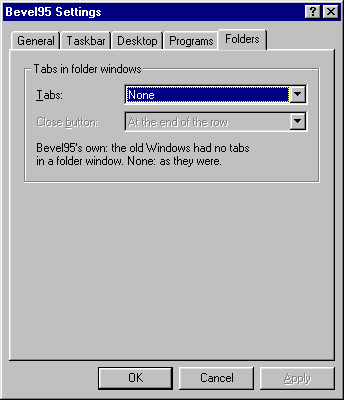 Bevel95 Settings
General Taskbar Desktop Programs Folders
Tabs in folder windows
Tabs: None
Close button: At the end of the row
Bevel95's own: the old Windows had no tabs
in a folder window. None: as they were.
OK Cancel Apply